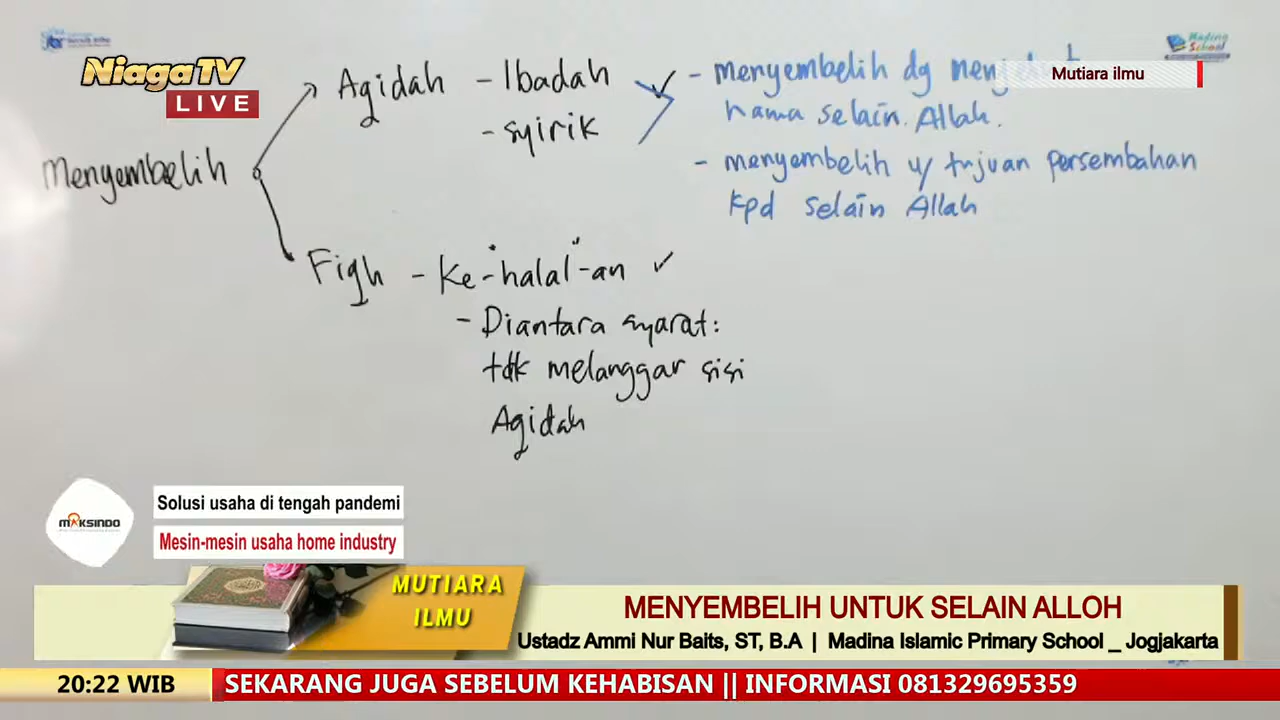 NiagaTV
LIVE
Mading
School
Mutiara ilmu
Menyembelih
Aqidah - Ibadah
- syirik
- menyembelih dg
nama selain Allah.
- menyembelih u/ tujuan persembahan
kpd selain Allah
Fiqh - Ke-"halal"-an ✓
- Diantara syarat:
tdk melanggar sisi
Aqidah
MAKSINDO
Solusi usaha di tengah pandemi
Mesin-mesin usaha home industry
MUTIARA
ILMU
MENYEMBELIH UNTUK SELAIN ALLOH
Ustadz Ammi Nur Baits, ST, B.A | Madina Islamic Primary School _ Jogjakarta
20:22 WIB
SEKARANG JUGA SEBELUM KEHABISAN || INFORMASI 081329695359